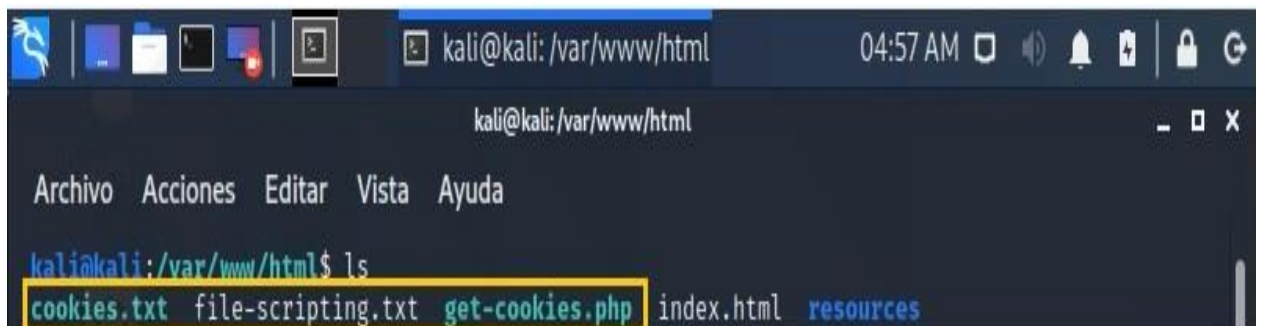 kali@kali: /var/www/html 04:57 AM
kali@kali:/var/www/html
Archivo Acciones Editar Vista Ayuda
kali@kali:/var/www/html$ ls
cookies.txt file-scripting.txt get-cookies.php index.html resources